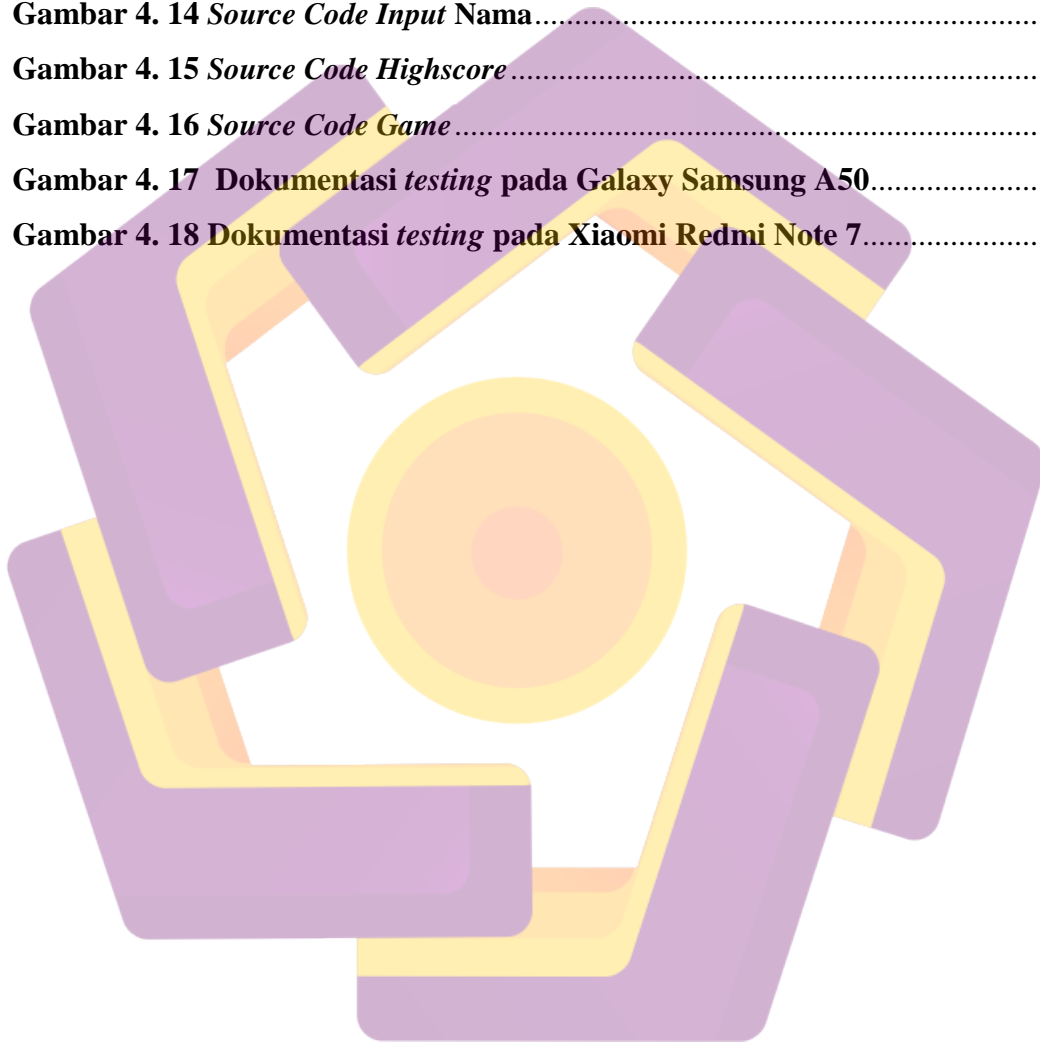 Gambar 4. 14 Source Code Input Nama........................................................................
Gambar 4. 15 Source Code Highscore...........................................................................
Gambar 4. 16 Source Code Game..................................................................................
Gambar 4. 17  Dokumentasi testing pada Galaxy Samsung A50.....................
Gambar 4. 18 Dokumentasi testing pada Xiaomi Redmi Note 7......................